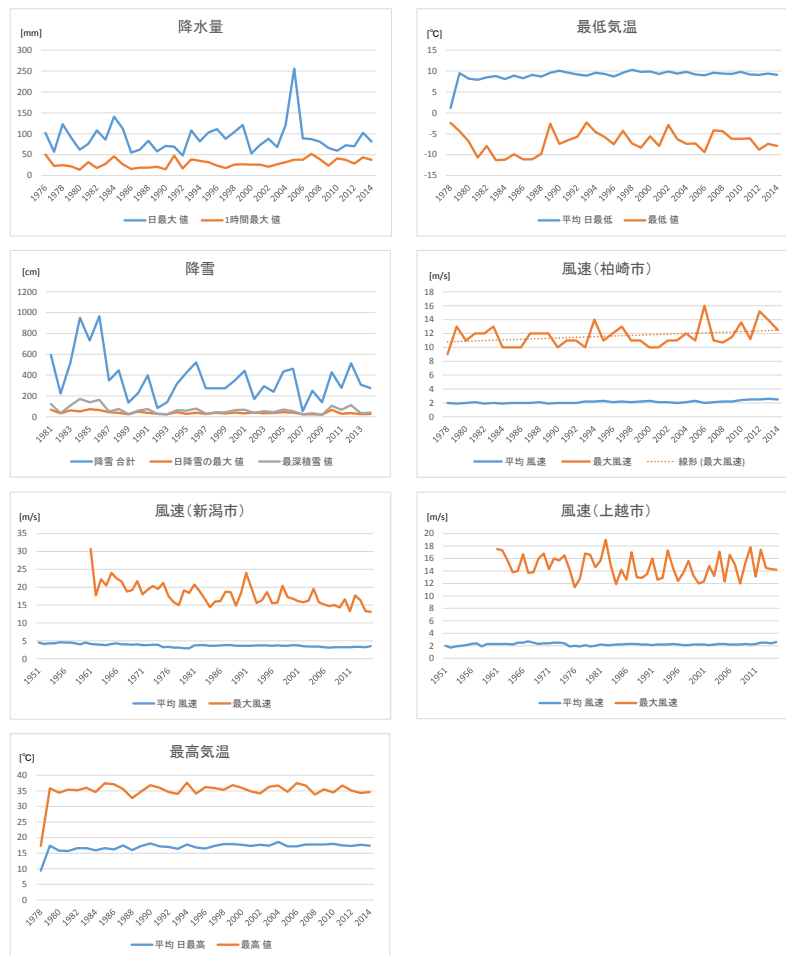 降水量
[mm]
300
250
200
150
100
50
0
1976 1978 1980 1982 1984 1986 1988 1990 1992 1994 1996 1998 2000 2002 2004 2006 2008 2010 2012 2014
日最大 値 1時間最大 値
最低気温
[℃]
15
10
5
0
-5
-10
-15
1978 1980 1982 1984 1986 1988 1990 1992 1994 1996 1998 2000 2002 2004 2006 2008 2010 2012 2014
平均 日最低 最低 値
降雪
[cm]
1200
1000
800
600
400
200
0
1981 1983 1985 1987 1989 1991 1993 1995 1997 1999 2001 2003 2005 2007 2009 2011 2013
降雪 合計 日降雪の最大 値 最深積雪 値
風速(柏崎市)
[m/s]
18
16
14
12
10
8
6
4
2
0
1978 1980 1982 1984 1986 1988 1990 1992 1994 1996 1998 2000 2002 2004 2006 2008 2010 2012 2014
平均 風速 最大風速 線形 (最大風速)
風速(新潟市)
[m/s]
35
30
25
20
15
10
5
0
1951 1956 1961 1966 1971 1976 1981 1986 1991 1996 2001 2006 2011
平均 風速 最大風速
風速(上越市)
[m/s]
20
18
16
14
12
10
8
6
4
2
0
1951 1956 1961 1966 1971 1976 1981 1986 1991 1996 2001 2006 2011
平均 風速 最大風速
最高気温
[℃]
40
35
30
25
20
15
10
5
0
1978 1980 1982 1984 1986 1988 1990 1992 1994 1996 1998 2000 2002 2004 2006 2008 2010 2012 2014
平均 日最高 最高 値